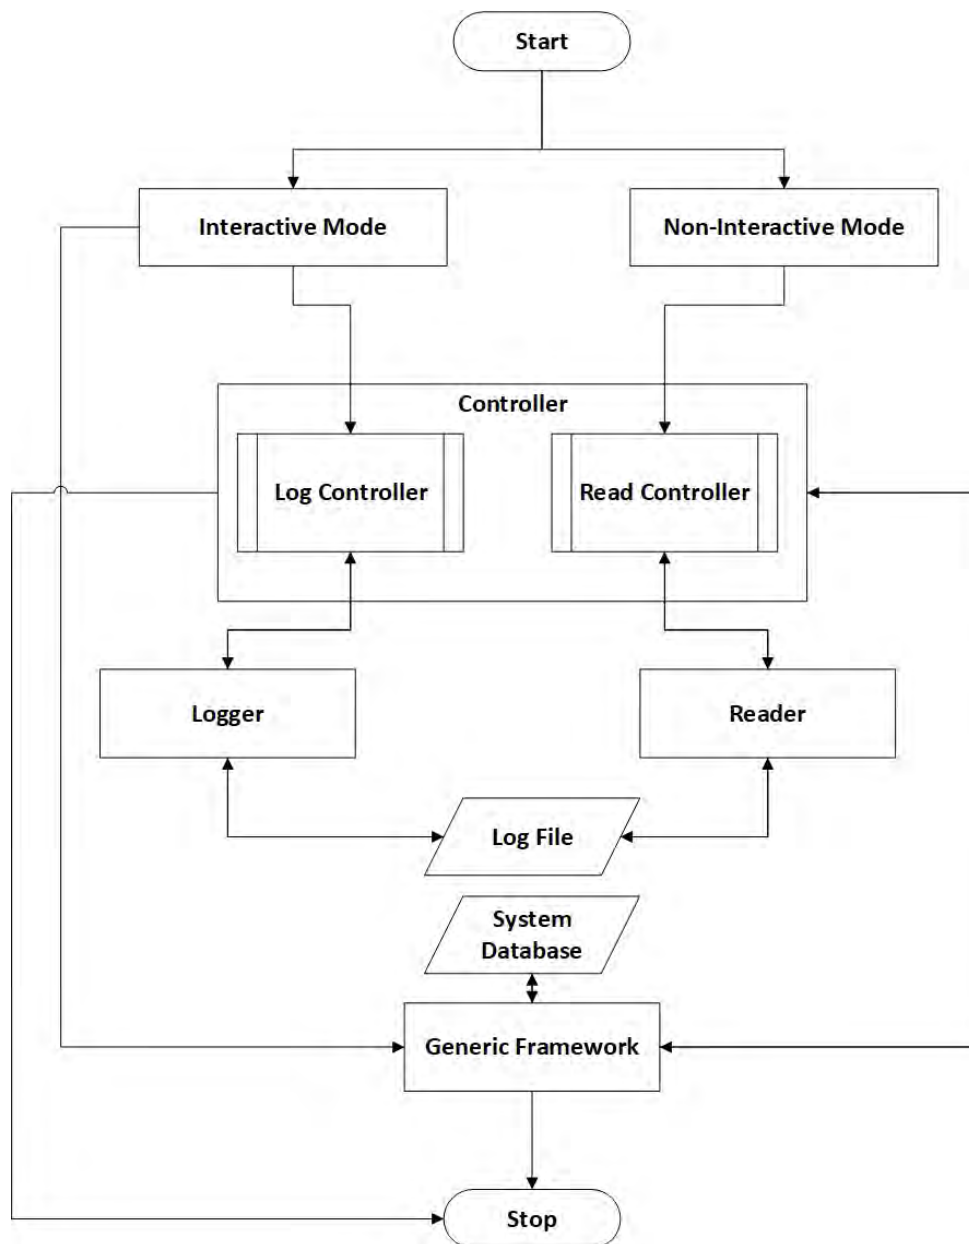 Start
Interactive Mode
Non-Interactive Mode
Controller
Log Controller
Read Controller
Logger
Reader
Log File
System
Database
Generic Framework
Stop